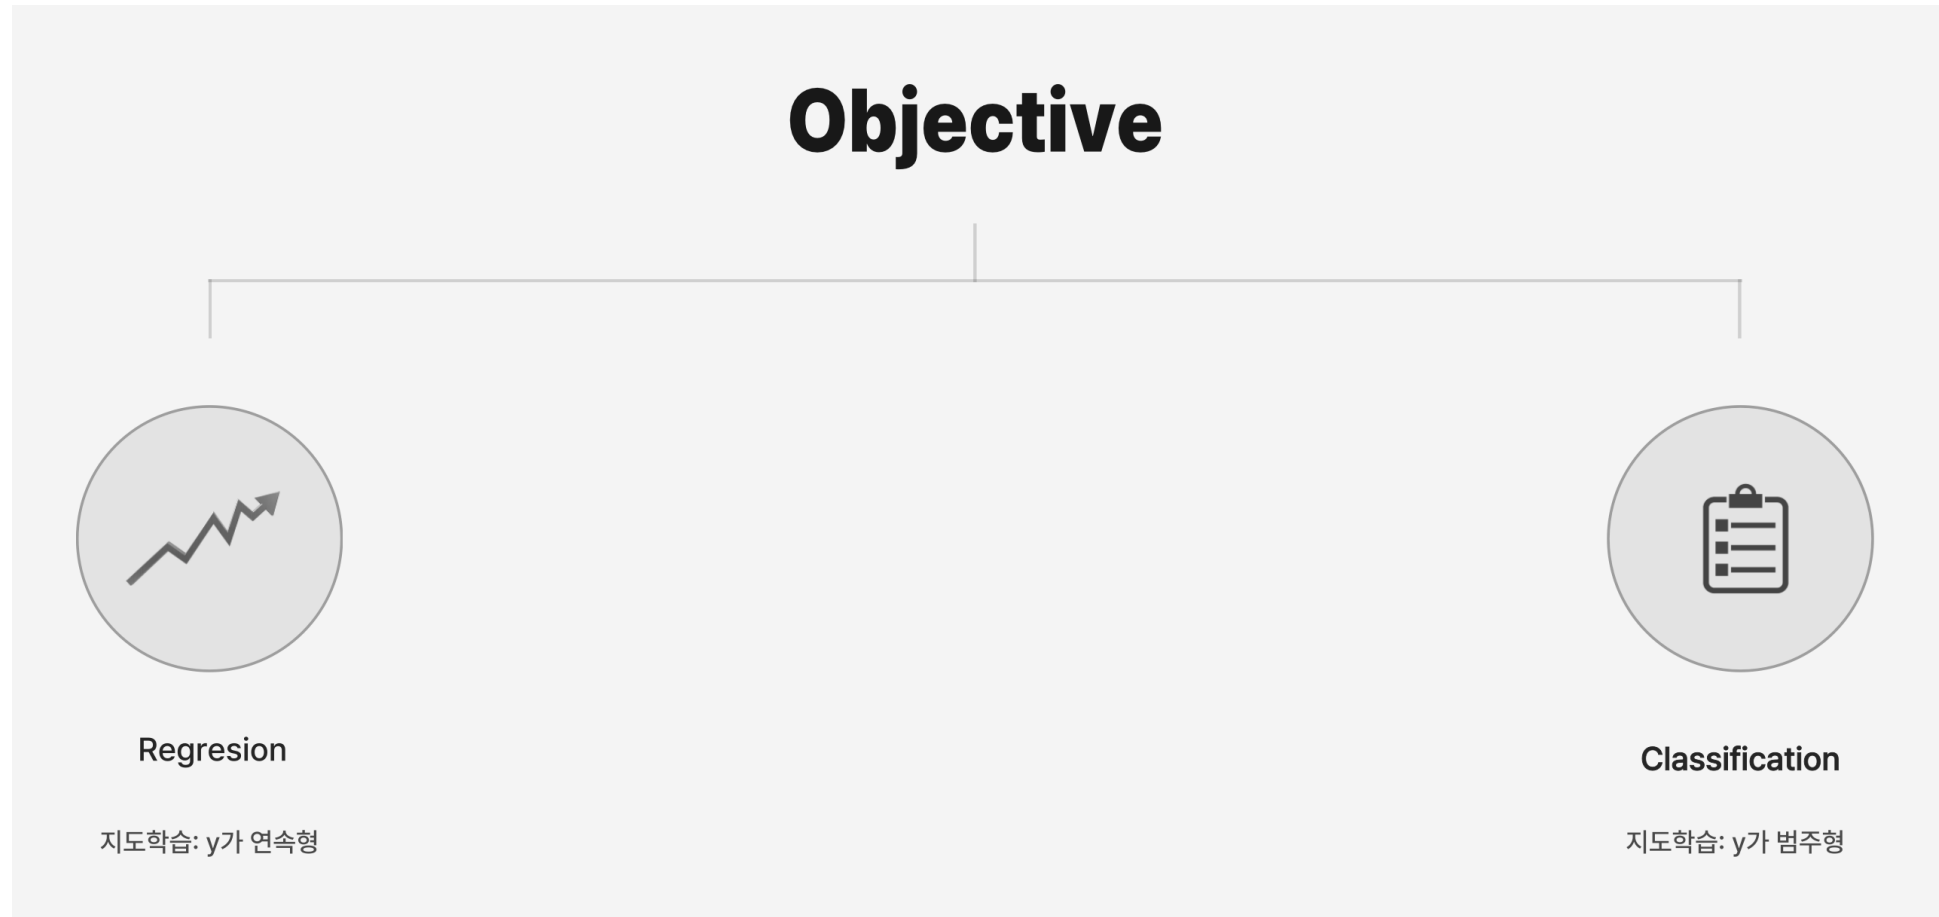 Objective
Regresion
Classification
지도학습: y가 연속형
지도학습: y가 범주형